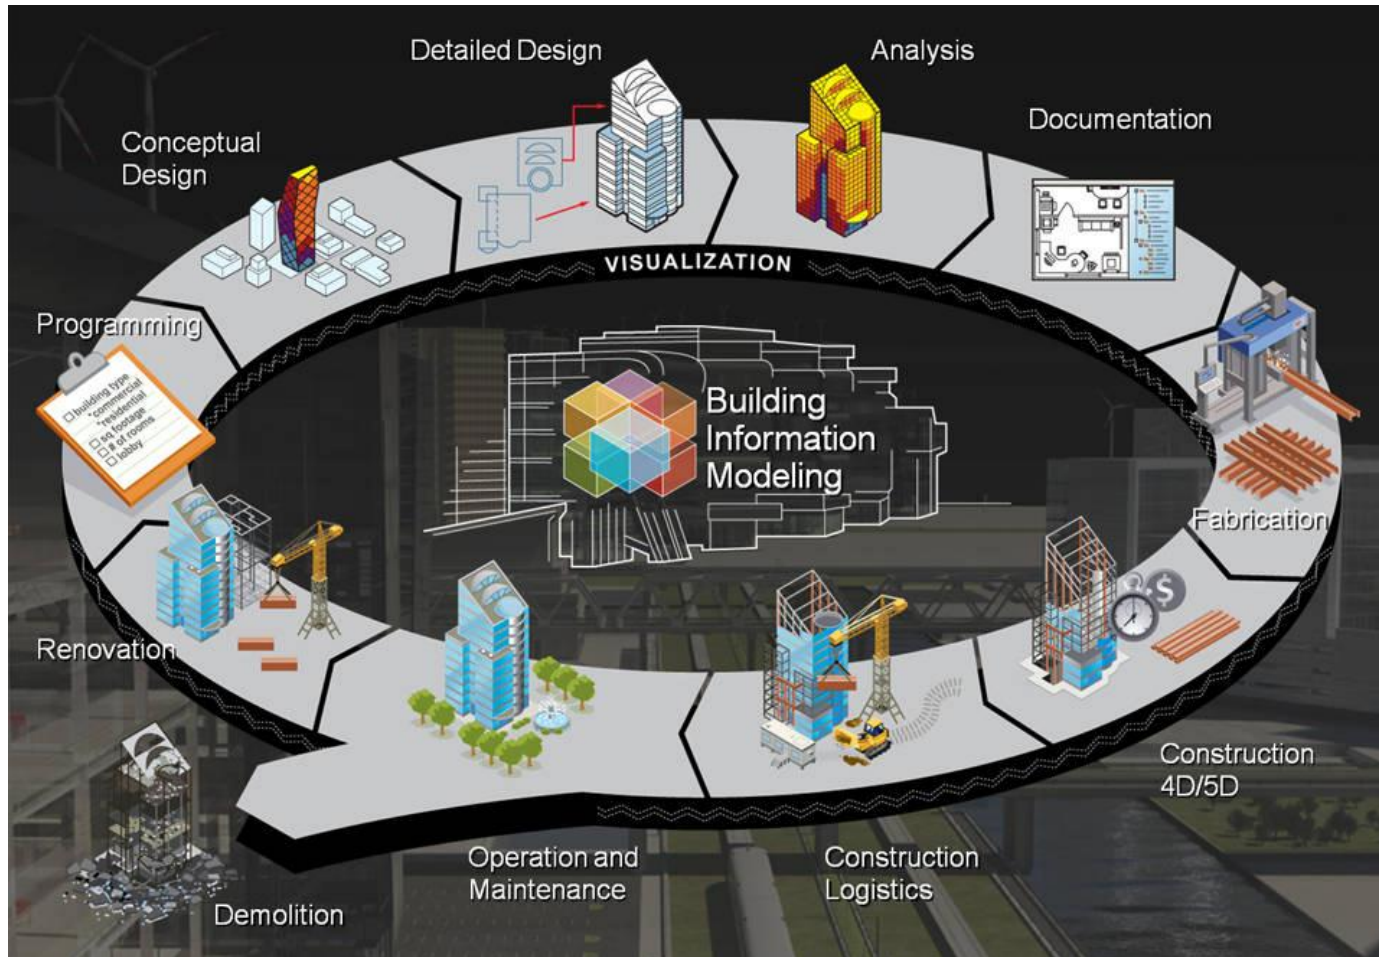 Detailed Design
Analysis
Documentation
Conceptual
Design
VISUALIZATION
Programming
building type
*commercial
*residential
sq footage
# of rooms
lobby
Building
Information
Modeling
Fabrication
$
Renovation
Construction
4D/5D
Operation and
Maintenance
Construction
Logistics
Demolition